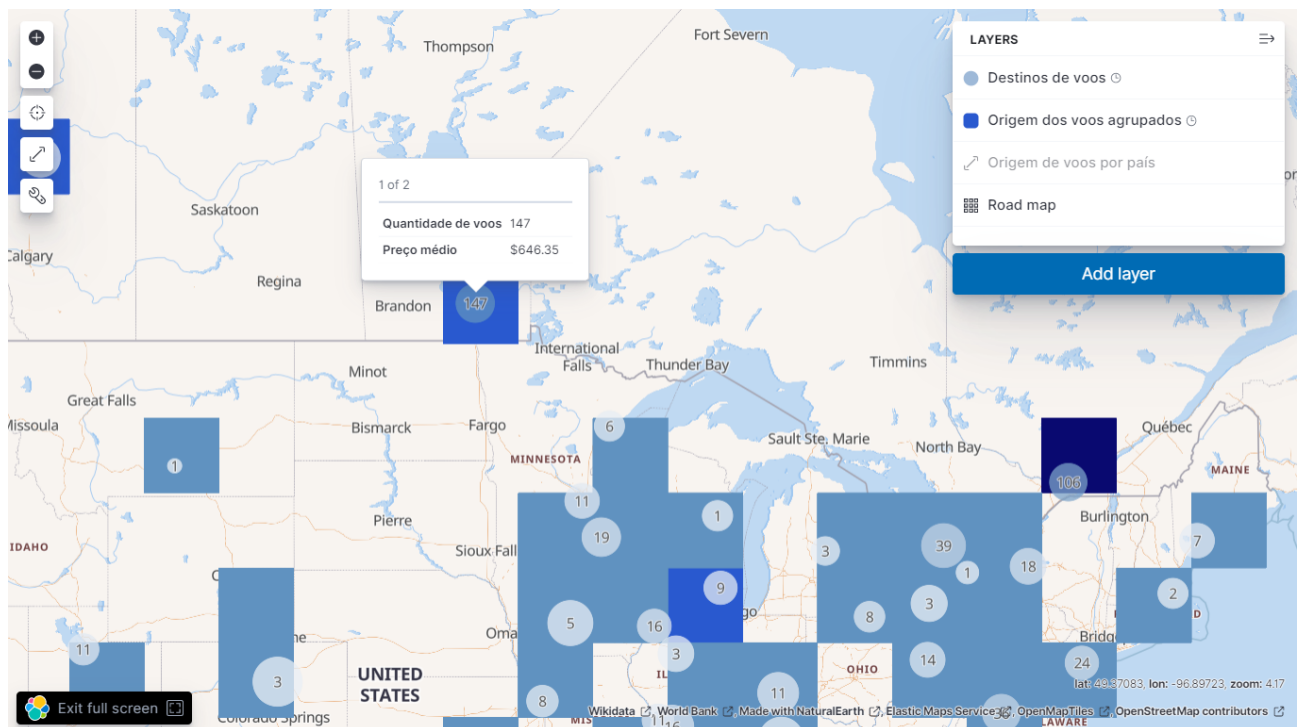 Thompson
Fort Severn
LAYERS
Destinos de voos
Origem dos voos agrupados
Origem de voos por país
Road map
Add layer
1 of 2
Quantidade de voos 147
Preço médio $646.35
Saskatoon
Calgary
Regina
Brandon
147
International
Falls
Thunder Bay
Timmins
Minot
Great Falls
Missoula
Bismarck
Fargo
6
Sault Ste. Marie
North Bay
Québec
MINNESOTA
1
MAINE
106
11
1
Pierre
19
Burlington
IDAHO
Sioux Fall
3
39
7
1
18
9
2
3
5
16
8
Oma
11
3
14
24
OHIO
UNITED
STATES
3
8
11
lat: 49.37083, lon: -96.89723, zoom: 4.17
Exit full screen
Colorado Springs
Wikidata , World Bank , Made with NaturalEarth , Elastic Maps Service , OpenMapTiles , OpenStreetMap contributors